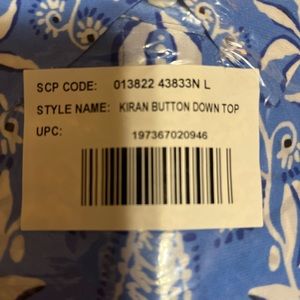 SCP CODE: 013822 43833N L
STYLE NAME: KIRAN BUTTON DOWN TOP
UPC: 197367020946